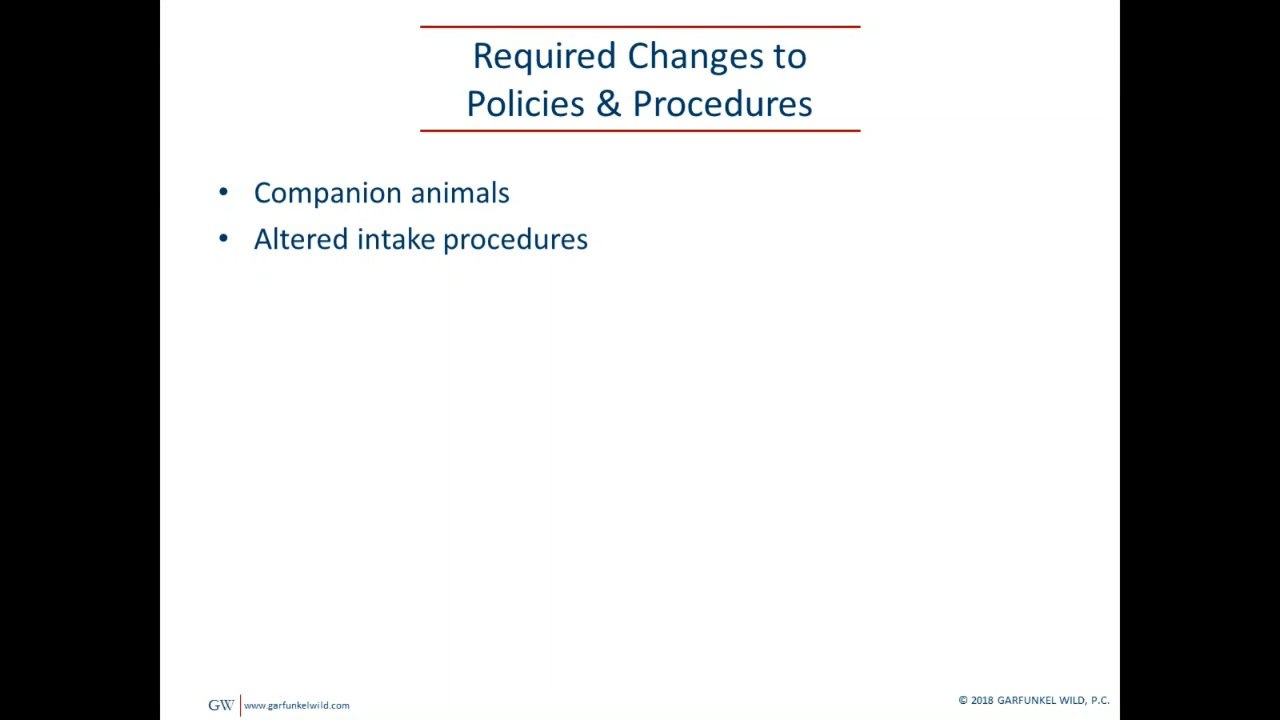 Required Changes to
Policies & Procedures
• Companion animals
• Altered intake procedures
GW www.garfunkelwild.com
© 2018 GARFUNKEL WILD, P.C.